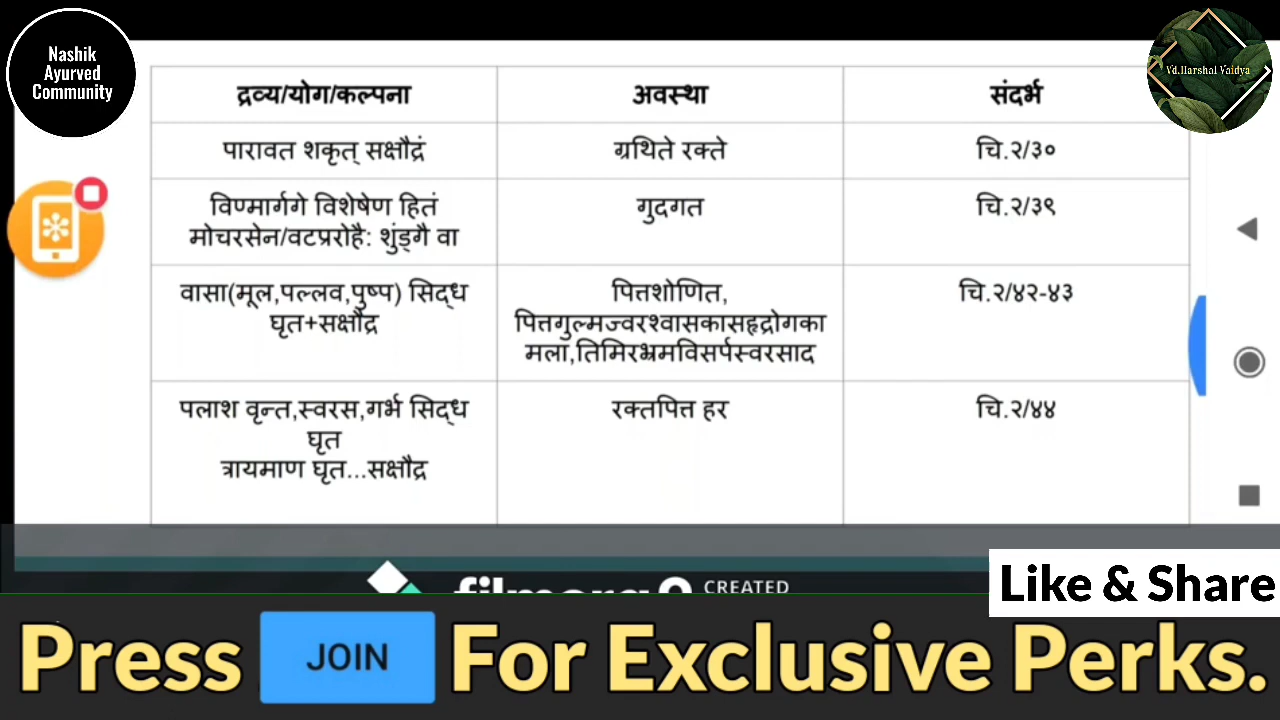 Nashik
Ayurved
Community
Vd.Harshal Vaidya
द्रव्य/योग/कल्पना
अवस्था
संदर्भ
पारावत शकृत् सक्षौद्रं
ग्रथिते रक्ते
चि.२/३०
विण्मार्गगे विशेषेण हितं
मोचरसेन/वटप्ररोहै: शुंङ्गै वा
गुदगत
चि.२/३९
वासा(मूल,पल्लव,पुष्प) सिद्ध
घृत+सक्षौद्र
पित्तशोणित,
पित्तगुल्मज्वरश्वासकासहृद्रोगका
मला,तिमिरभ्रमविसर्पस्वरसाद
चि.२/४२-४३
पलाश वृन्त,स्वरस,गर्भ सिद्ध
घृत
त्रायमाण घृत...सक्षौद्र
रक्तपित्त हर
चि.२/४४
filmora9 CREATED
Like & Share
Press JOIN For Exclusive Perks.